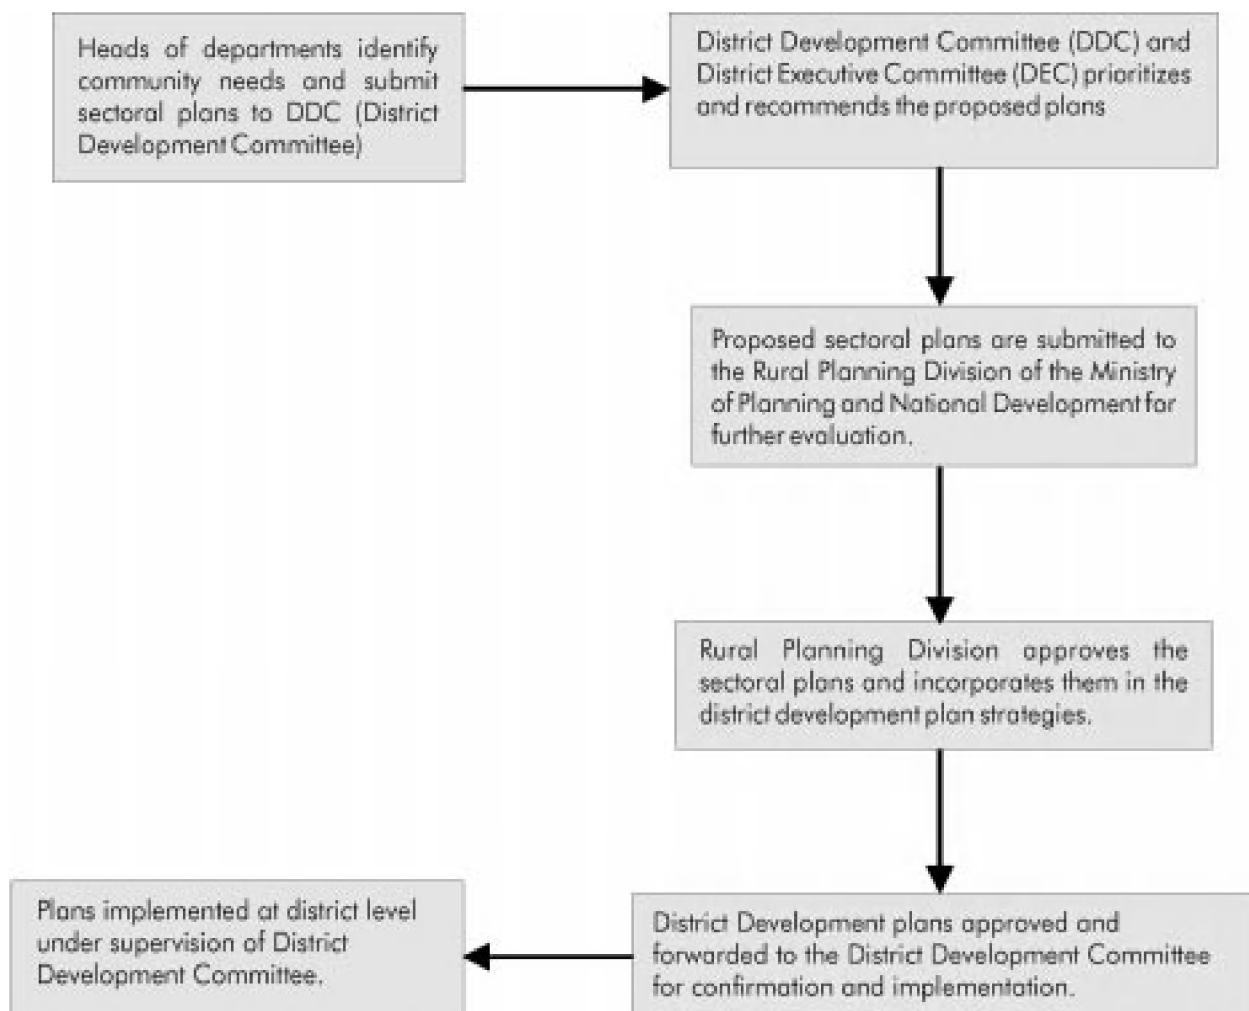 Heads of departments identify
community needs and submit
sectoral plans to DDC (District
Development Committee)
District Development Committee (DDC) and
District Executive Committee (DEC) prioritizes
and recommends the proposed plans
Proposed sectoral plans are submitted to
the Rural Planning Division of the Ministry
of Planning and National Development for
further evaluation.
Rural Planning Division approves the
sectoral plans and incorporates them in the
district development plan strategies.
District Development plans approved and
forwarded to the District Development Committee
for confirmation and implementation.
Plans implemented at district level
under supervision of District
Development Committee.